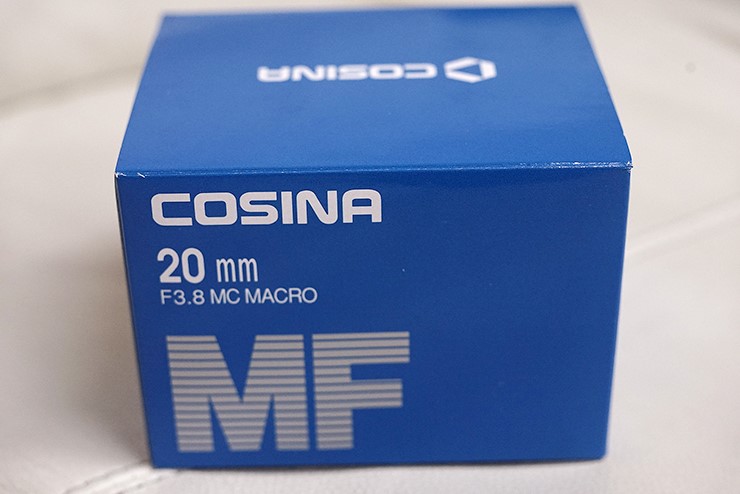 COSINA
COSINA
20 mm
F3.8 MC MACRO
MF